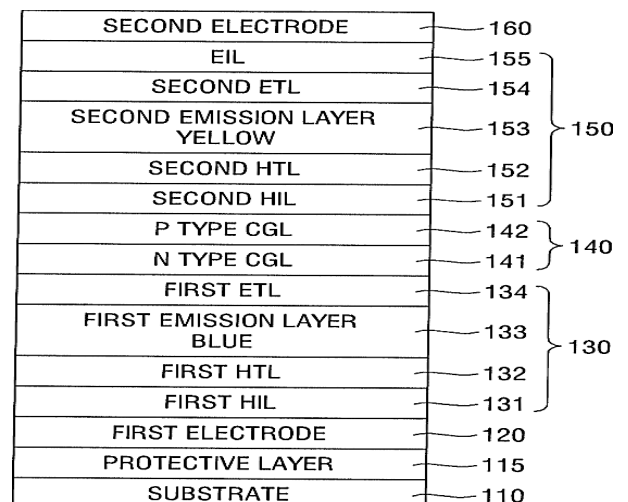 SECOND ELECTRODE 160
EIL 155
SECOND ETL 154
SECOND EMISSION LAYER
YELLOW 153
150
SECOND HTL 152
SECOND HIL 151
P TYPE CGL 142
140
N TYPE CGL 141
FIRST ETL 134
FIRST EMISSION LAYER
BLUE 133
130
FIRST HTL 132
FIRST HIL 131
FIRST ELECTRODE 120
PROTECTIVE LAYER 115
SUBSTRATE 110